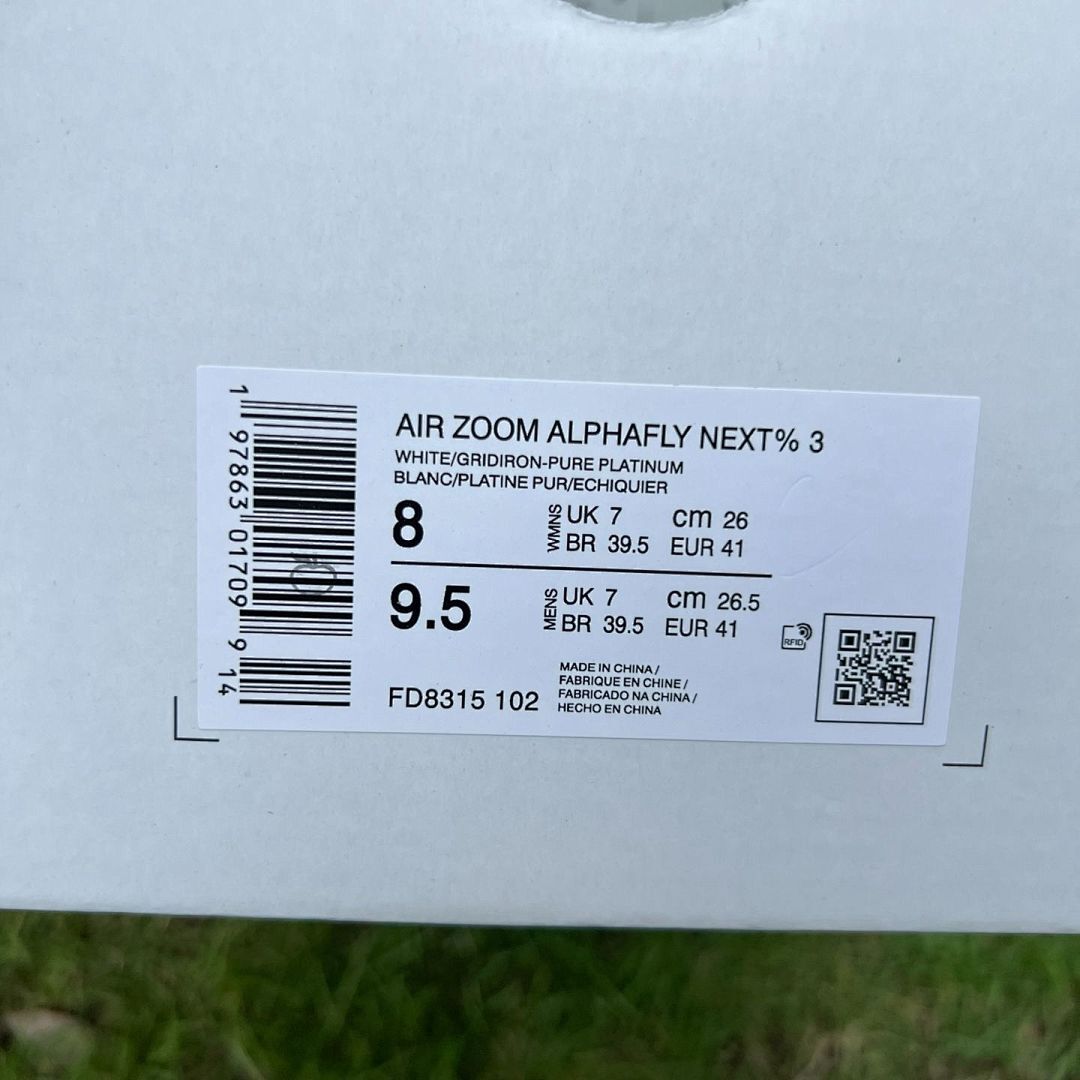 AIR ZOOM ALPHAFLY NEXT% 3
WHITE/GRIDIRON-PURE PLATINUM
BLANC/PLATINE PUR/ECHIQUIER
8 WMNS UK 7 cm 26
BR 39.5 EUR 41
9.5 MENS UK 7 cm 26.5
BR 39.5 EUR 41
RFID
FD8315 102
MADE IN CHINA /
FABRIQUE EN CHINE /
FABRICADO NA CHINA /
HECHO EN CHINA
1 97863 01709 9 14